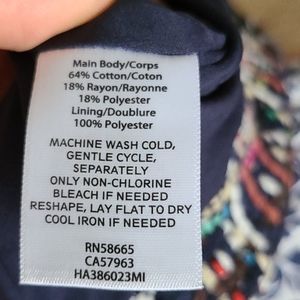 Main Body/Corps
64% Cotton/Coton
18% Rayon/Rayonne
18% Polyester
Lining/Doublure
100% Polyester
MACHINE WASH COLD,
GENTLE CYCLE,
SEPARATELY
ONLY NON-CHLORINE
BLEACH IF NEEDED
RESHAPE, LAY FLAT TO DRY
COOL IRON IF NEEDED
RN58665
CA57963
HA386023MI